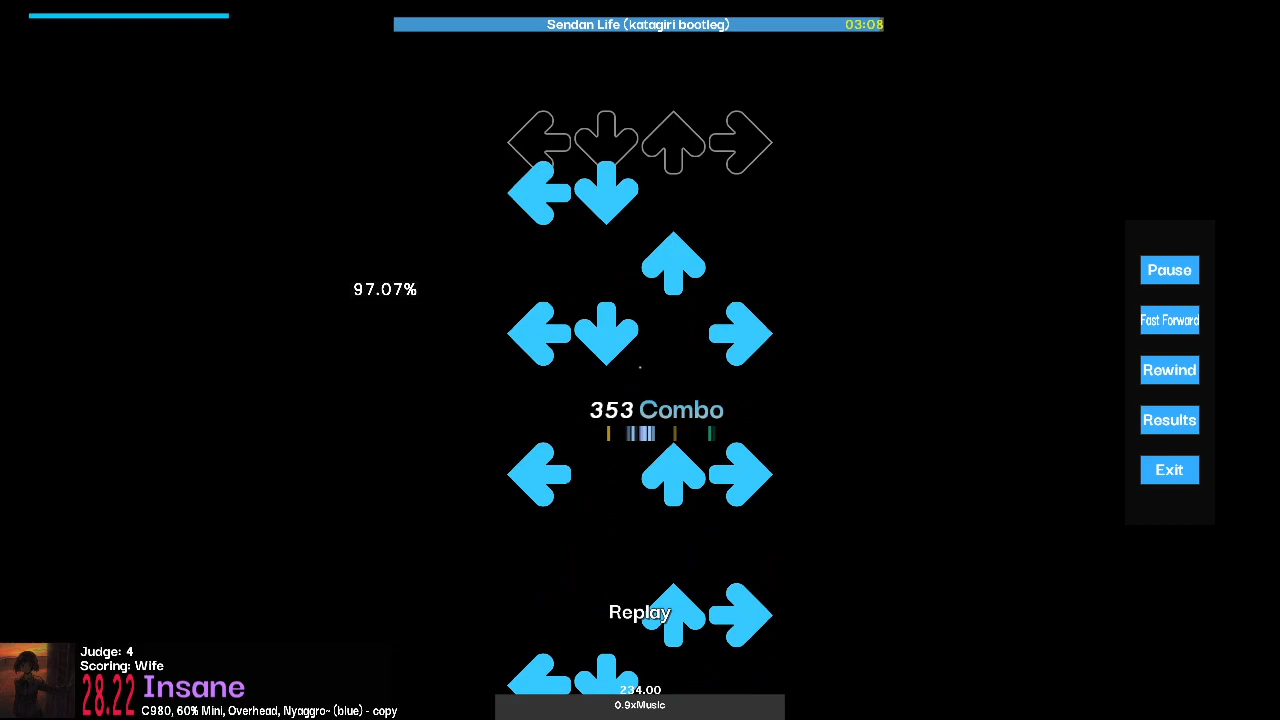 Sendan Life (katagiri bootleg) 03:08
97.07%
Pause
Fast Forward
Rewind
353 Combo
Results
Exit
Replay
Judge: 4
Scoring: Wife
28.22 Insane
234.00
0.9xMusic
C980, 60% Mini, Overhead, Nyaggro~ (blue) - copy